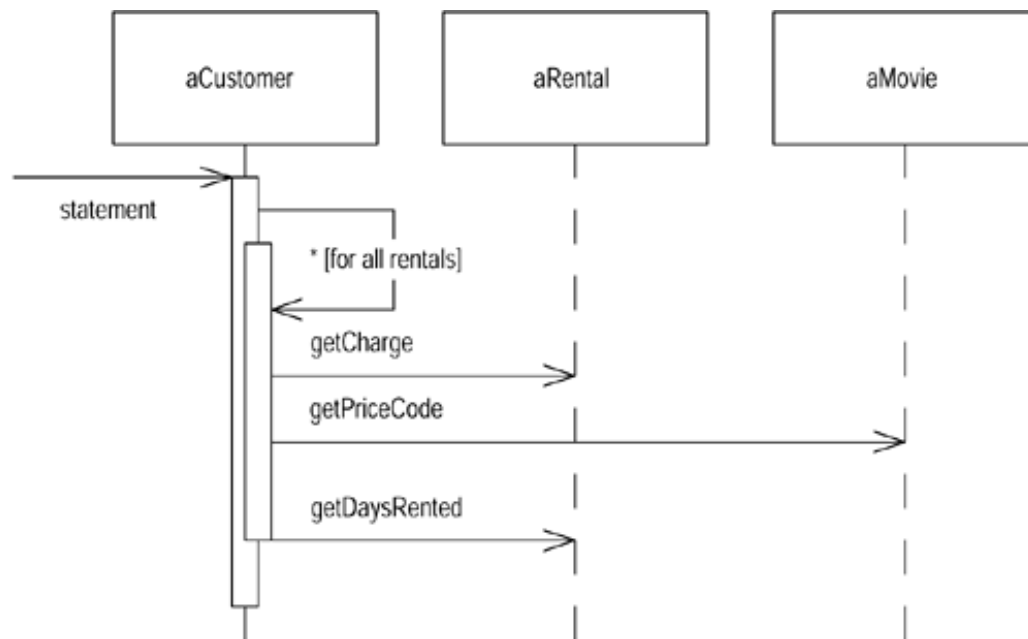 aCustomer
aRental
aMovie
statement
* [for all rentals]
getCharge
getPriceCode
getDaysRented